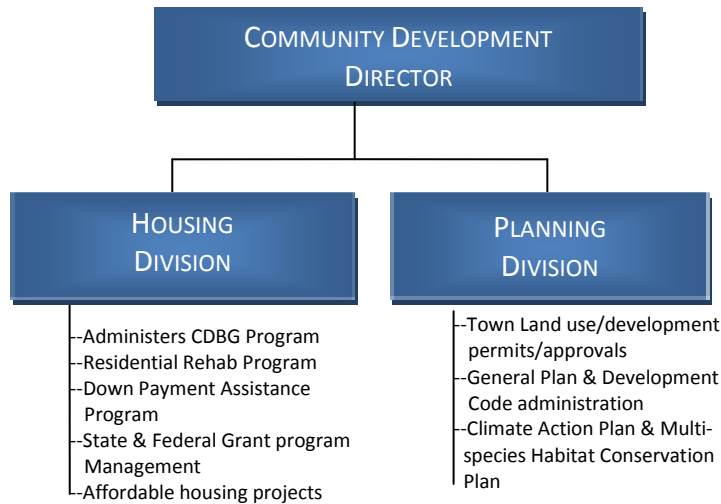 COMMUNITY DEVELOPMENT
DIRECTOR
HOUSING
DIVISION
--Administers CDBG Program
--Residential Rehab Program
--Down Payment Assistance
Program
--State & Federal Grant program
Management
--Affordable housing projects
PLANNING
DIVISION
--Town Land use/development
permits/approvals
--General Plan & Development
Code administration
--Climate Action Plan & Multi-
species Habitat Conservation
Plan